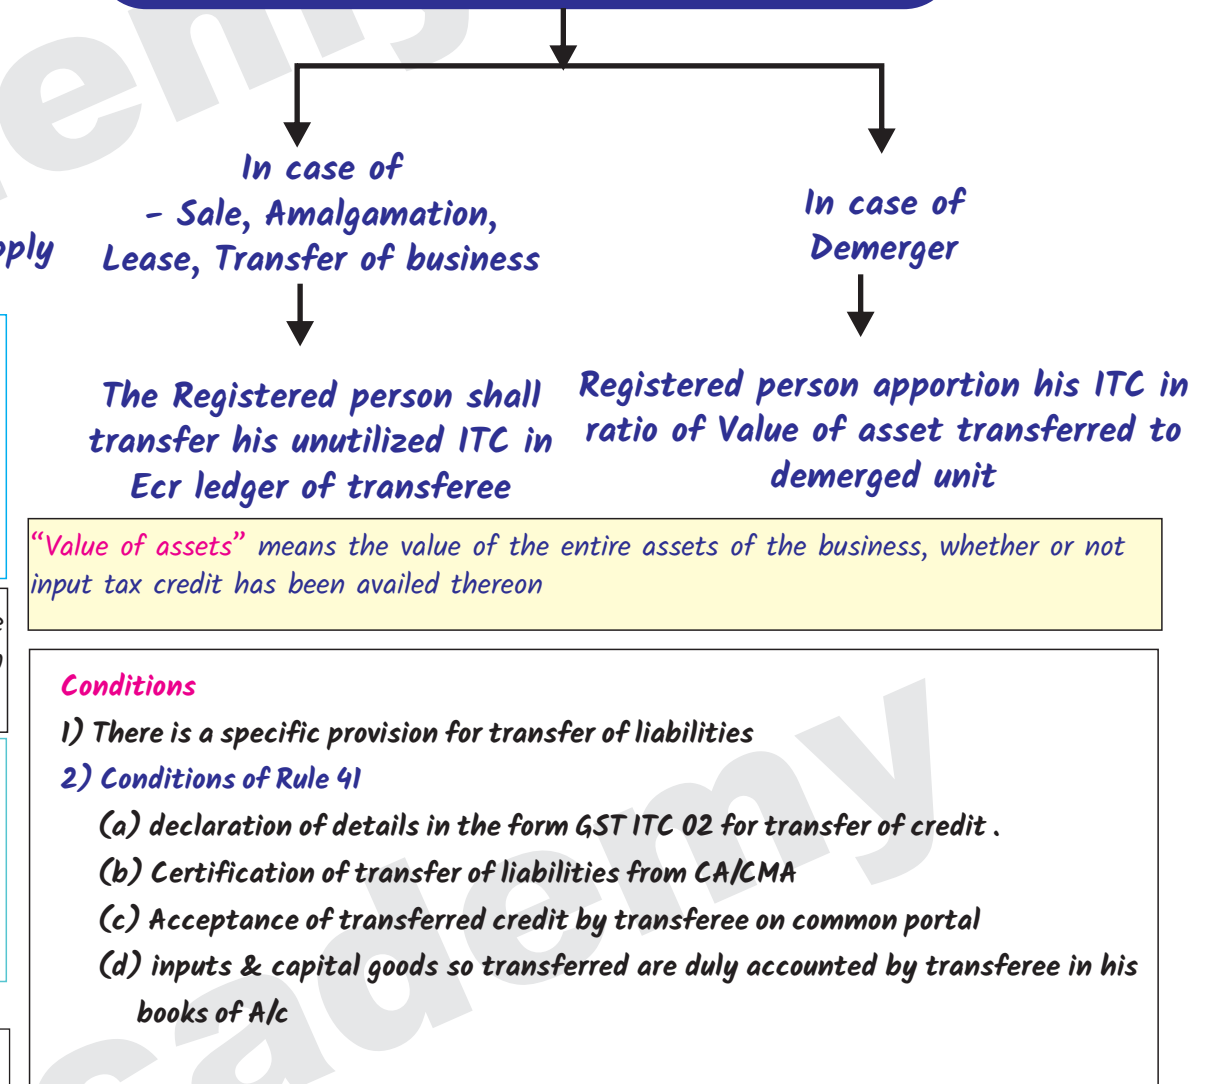 In case of
- Sale, Amalgamation,
Lease, Transfer of business
In case of
Demerger
The Registered person shall
transfer his unutilized ITC in
Ecr ledger of transferee
Registered person apportion his ITC in
ratio of Value of asset transferred to
demerged unit
“Value of assets” means the value of the entire assets of the business, whether or not
input tax credit has been availed thereon
Conditions
1) There is a specific provision for transfer of liabilities
2) Conditions of Rule 41
(a) declaration of details in the form GST ITC 02 for transfer of credit .
(b) Certification of transfer of liabilities from CA/CMA
(c) Acceptance of transferred credit by transferee on common portal
(d) inputs & capital goods so transferred are duly accounted by transferee in his
books of A/c